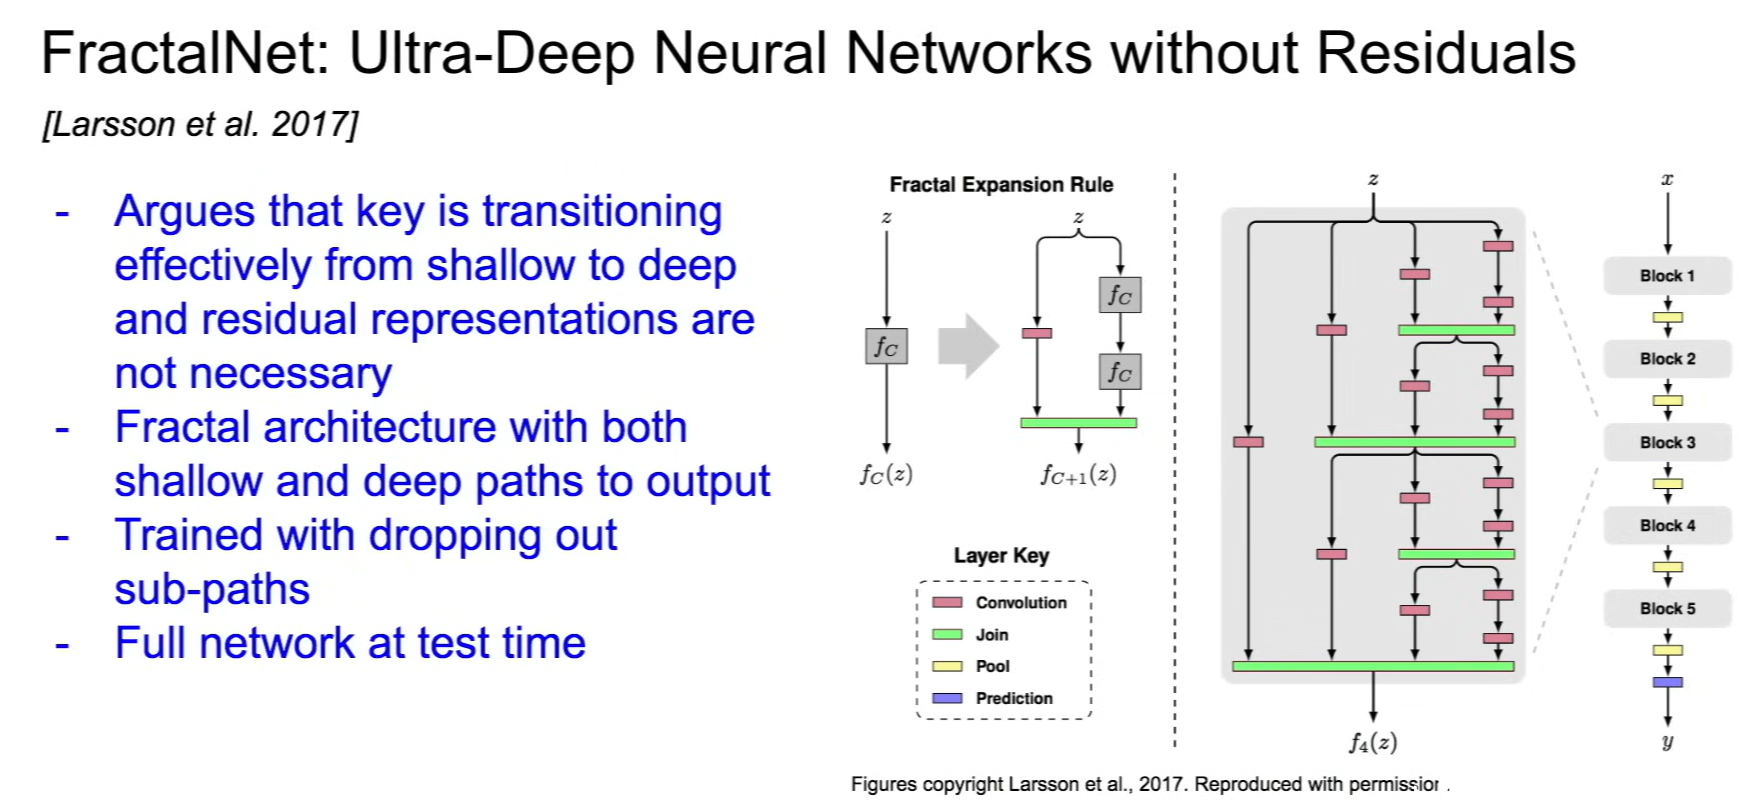 FractalNet: Ultra-Deep Neural Networks without Residuals
[Larsson et al. 2017]
- Argues that key is transitioning
effectively from shallow to deep
and residual representations are
not necessary
- Fractal architecture with both
shallow and deep paths to output
- Trained with dropping out
sub-paths
- Full network at test time
Fractal Expansion Rule
z
z
f_C
f_C
f_C
f_C(z)
f_{C+1}(z)
Layer Key
Convolution
Join
Pool
Prediction
z
f_4(z)
x
Block 1
Block 2
Block 3
Block 4
Block 5
y
Figures copyright Larsson et al., 2017. Reproduced with permission.